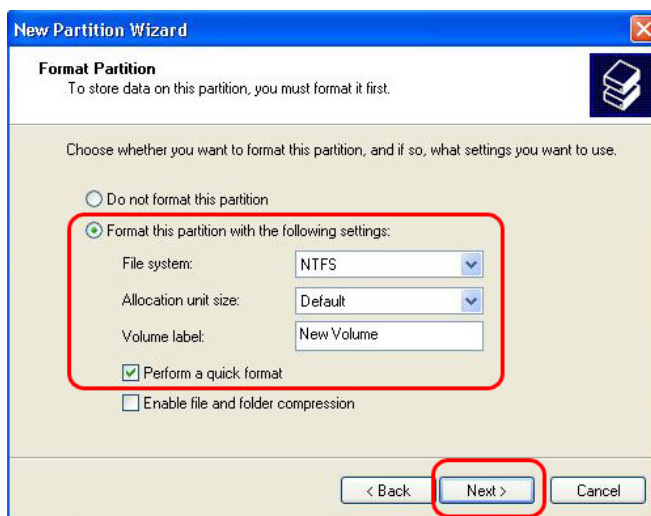 New Partition Wizard
Format Partition
To store data on this partition, you must format it first.
Choose whether you want to format this partition, and if so, what settings you want to use.
Do not format this partition
Format this partition with the following settings:
File system: NTFS
Allocation unit size: Default
Volume label: New Volume
Perform a quick format
Enable file and folder compression
< Back Next > Cancel